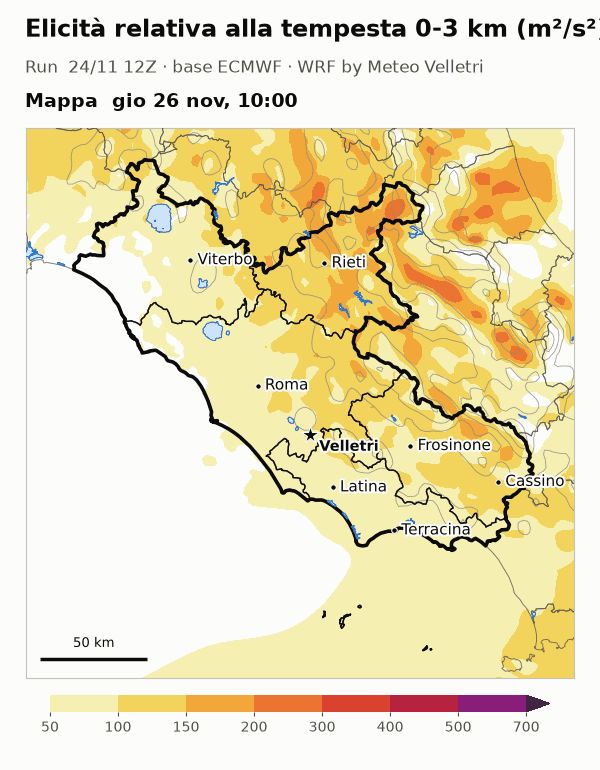 Elicità relativa alla tempesta 0-3 km (m²/s²)
Run  24/11 12Z · base ECMWF · WRF by Meteo Velletri
Mappa  gio 26 nov, 10:00
Viterbo
Rieti
Roma
Velletri
Frosinone
Latina
Cassino
Terracina
50 km
50 100 150 200 300 400 500 700